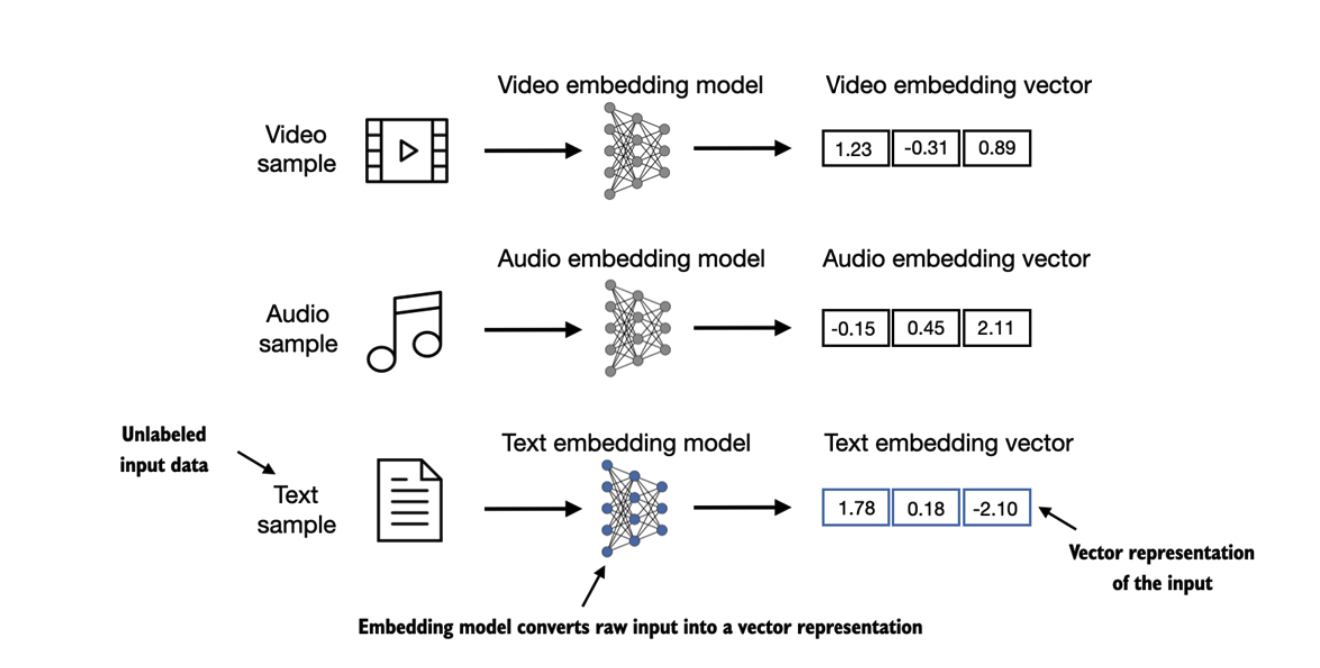 Video embedding model
Video embedding vector
Video
sample
1.23
-0.31
0.89
Audio embedding model
Audio embedding vector
Audio
sample
-0.15
0.45
2.11
Unlabeled
input data
Text embedding model
Text embedding vector
Text
sample
1.78
0.18
-2.10
Vector representation
of the input
Embedding model converts raw input into a vector representation